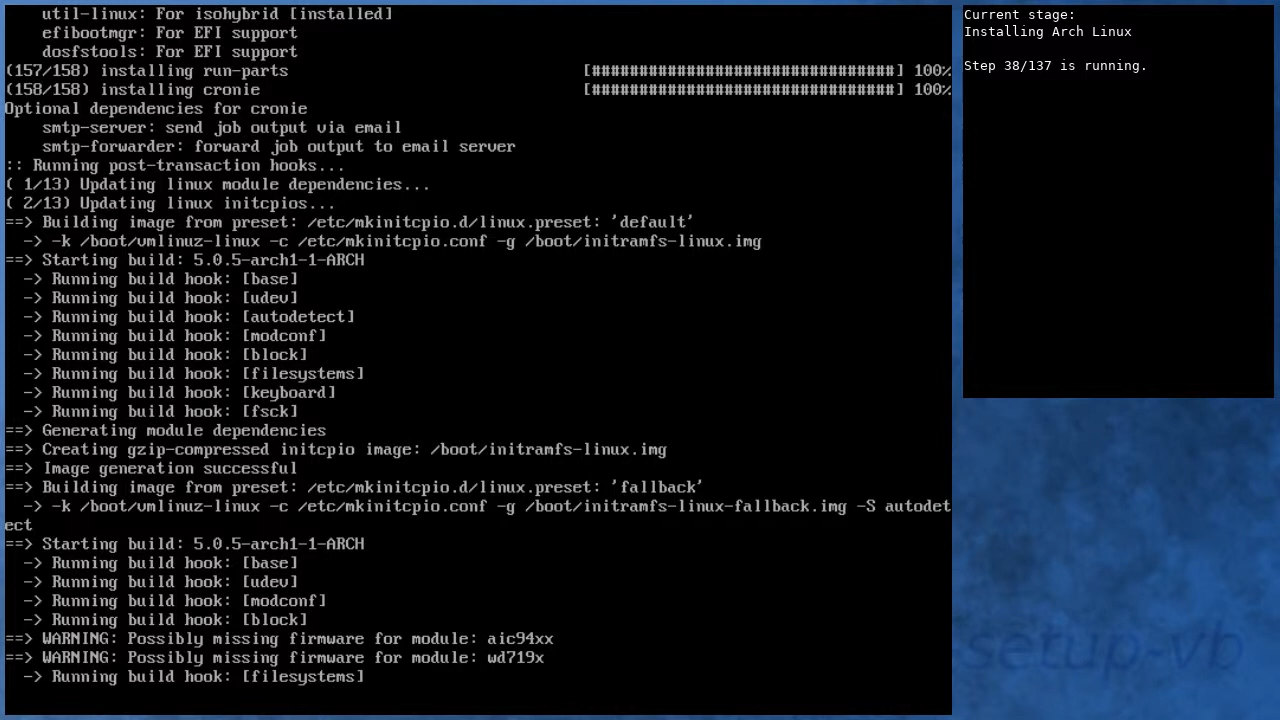 util-linux: For isohybrid [installed]
efibootmgr: For EFI support
dosfstools: For EFI support
(157/158) installing run-parts [################################] 100%
(158/158) installing cronie [################################] 100%
Optional dependencies for cronie
smtp-server: send job output via email
smtp-forwarder: forward job output to email server
:: Running post-transaction hooks...
( 1/13) Updating linux module dependencies...
( 2/13) Updating linux initcpios...
==> Building image from preset: /etc/mkinitcpio.d/linux.preset: 'default'
-> -k /boot/vmlinuz-linux -c /etc/mkinitcpio.conf -g /boot/initramfs-linux.img
==> Starting build: 5.0.5-arch1-1-ARCH
-> Running build hook: [base]
-> Running build hook: [udev]
-> Running build hook: [autodetect]
-> Running build hook: [modconf]
-> Running build hook: [block]
-> Running build hook: [filesystems]
-> Running build hook: [keyboard]
-> Running build hook: [fsck]
==> Generating module dependencies
==> Creating gzip-compressed initcpio image: /boot/initramfs-linux.img
==> Image generation successful
==> Building image from preset: /etc/mkinitcpio.d/linux.preset: 'fallback'
-> -k /boot/vmlinuz-linux -c /etc/mkinitcpio.conf -g /boot/initramfs-linux-fallback.img -S autodet
ect
==> Starting build: 5.0.5-arch1-1-ARCH
-> Running build hook: [base]
-> Running build hook: [udev]
-> Running build hook: [modconf]
-> Running build hook: [block]
==> WARNING: Possibly missing firmware for module: aic94xx
==> WARNING: Possibly missing firmware for module: wd719x
-> Running build hook: [filesystems]
Current stage:
Installing Arch Linux
Step 38/137 is running.
setup-vb